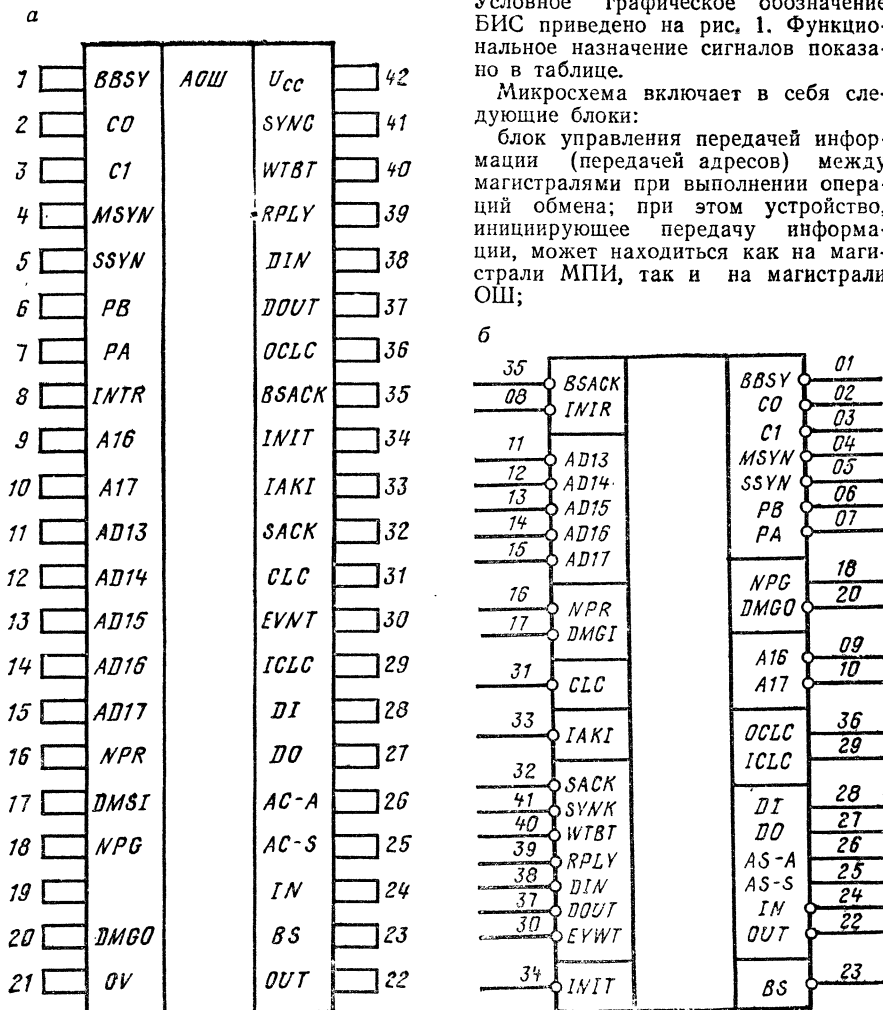 а
1 BBSY АОШ UCC 42
2 C0 SYNG 41
3 C1 WTBT 40
4 MSYN RPLY 39
5 SSYN DIN 38
6 PB DOUT 37
7 PA OCLC 36
8 INTR BSACK 35
9 A16 INIT 34
10 A17 IAKI 33
11 AD13 SACK 32
12 AD14 CLC 31
13 AD15 EVNT 30
14 AD16 ICLC 29
15 AD17 DI 28
16 NPR DO 27
17 DMSI AC-A 26
18 NPG AC-S 25
19 IN 24
20 DMGO BS 23
21 0V OUT 22
Условное графическое обозначение
БИС приведено на рис. 1. Функцио-
нальное назначение сигналов показа-
но в таблице.
Микросхема включает в себя сле-
дующие блоки:
блок управления передачей инфор-
мации (передачей адресов) между
магистралями при выполнении опера-
ций обмена; при этом устройство,
инициирующее передачу информа-
ции, может находиться как на маги-
страли МПИ, так и на магистрали
ОШ;
б
35 BSACK
08 INIR
11 AD13
12 AD14
13 AD15
14 AD16
15 AD17
16 NPR
17 DMGI
31 CLC
33 IAKI
32 SACK
41 SYNK
40 WTBT
39 RPLY
38 DIN
37 DOUT
30 EYWT
34 INIT
BBSY 01
C0 02
C1 03
MSYN 04
SSYN 05
PB 06
PA 07
NPG 18
DMGO 20
A16 09
A17 10
OCLC 36
ICLC 29
DI 28
DO 27
AS-A 26
AS-S 25
IN 24
OUT 22
BS 23